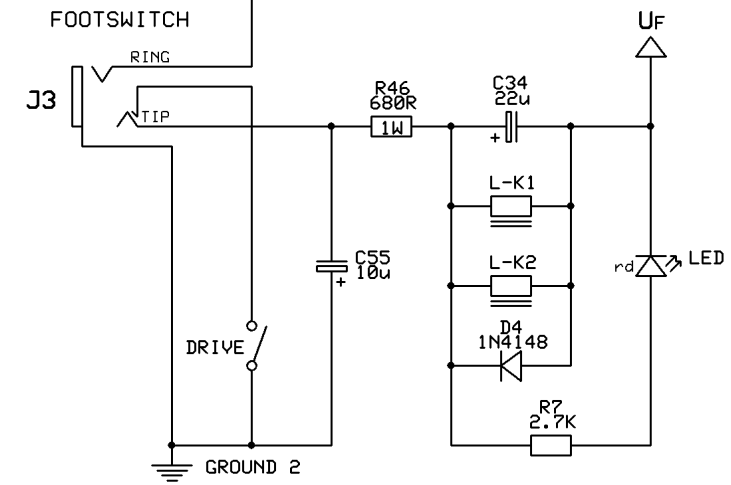 FOOTSWITCH
UF
RING
J3
TIP
R46
680R
1W
C34
22u
+
L-K1
L-K2
C55
10u
+
rd
LED
D4
1N4148
DRIVE
R7
2.7K
GROUND 2